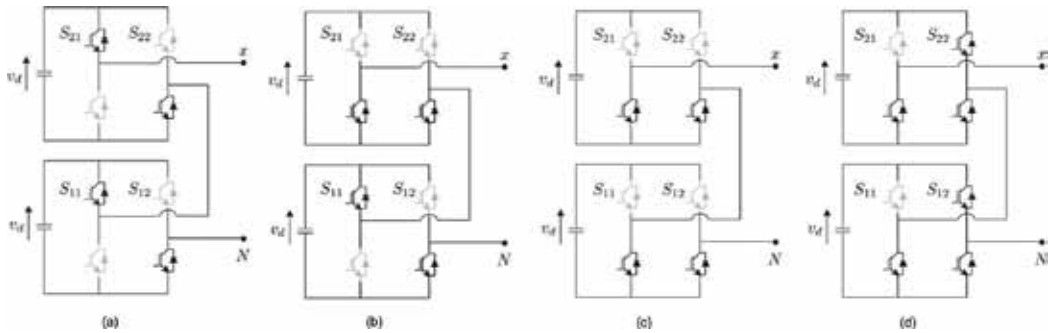 S21 S22 x
vd
S11 S12
vd
N
(a)
S21 S22 x
vd
S11 S12
vd
N
(b)
S21 S22 x
vd
S11 S12
vd
N
(c)
S21 S22 x
vd
S11 S12
vd
N
(d)